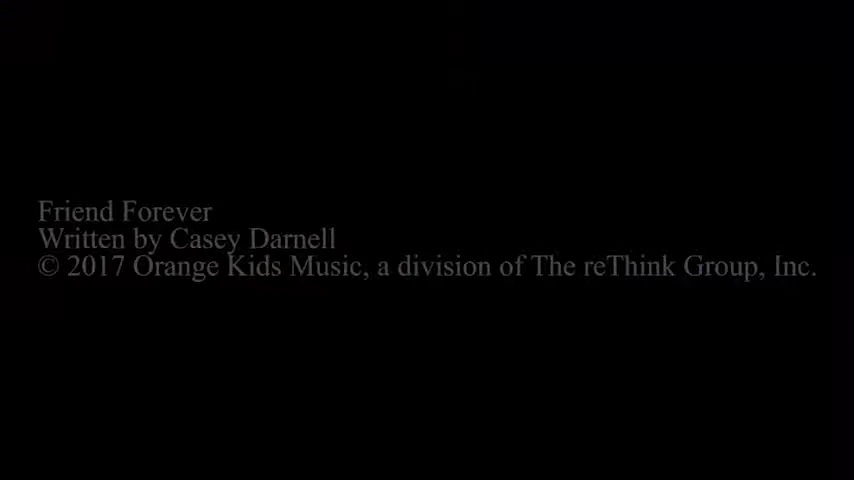 Friend Forever
Written by Casey Darnell
© 2017 Orange Kids Music, a division of The reThink Group, Inc.